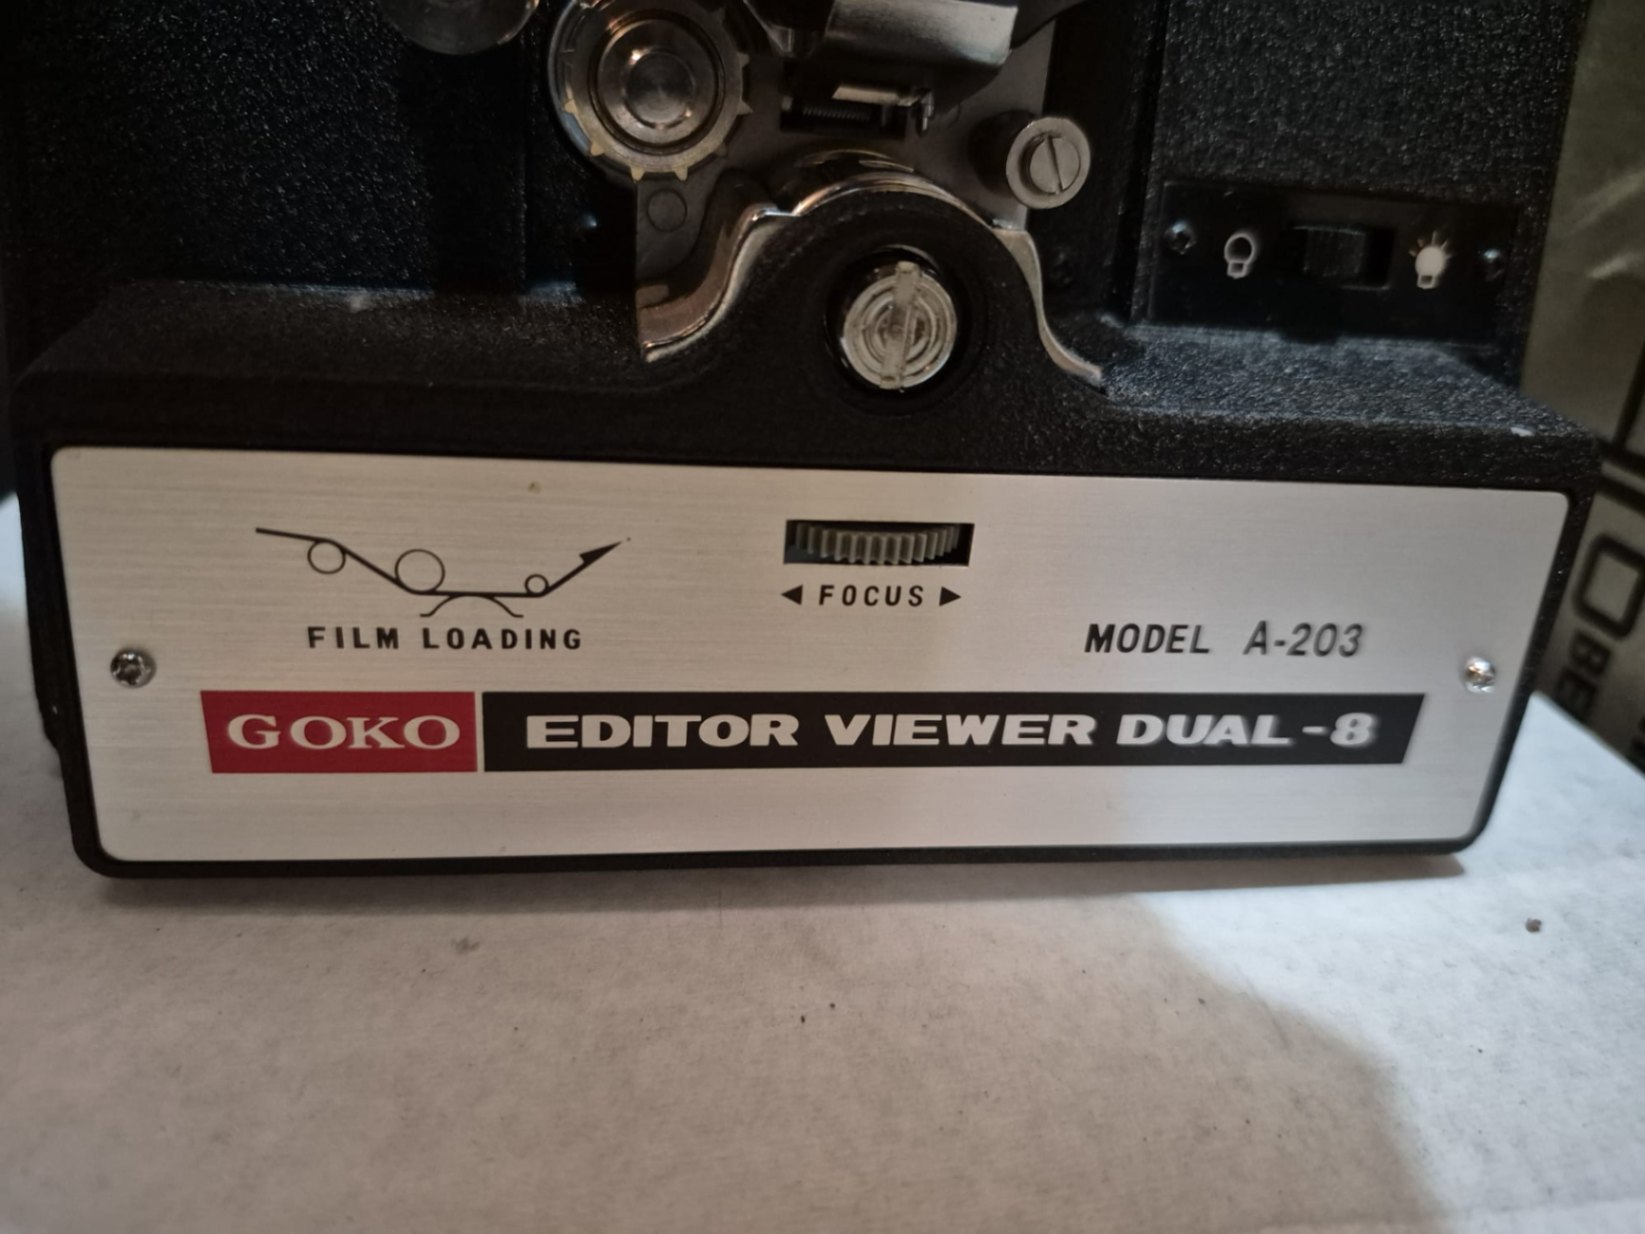 FILM LOADING
◄ FOCUS ►
MODEL A-203
GOKO EDITOR VIEWER DUAL-8